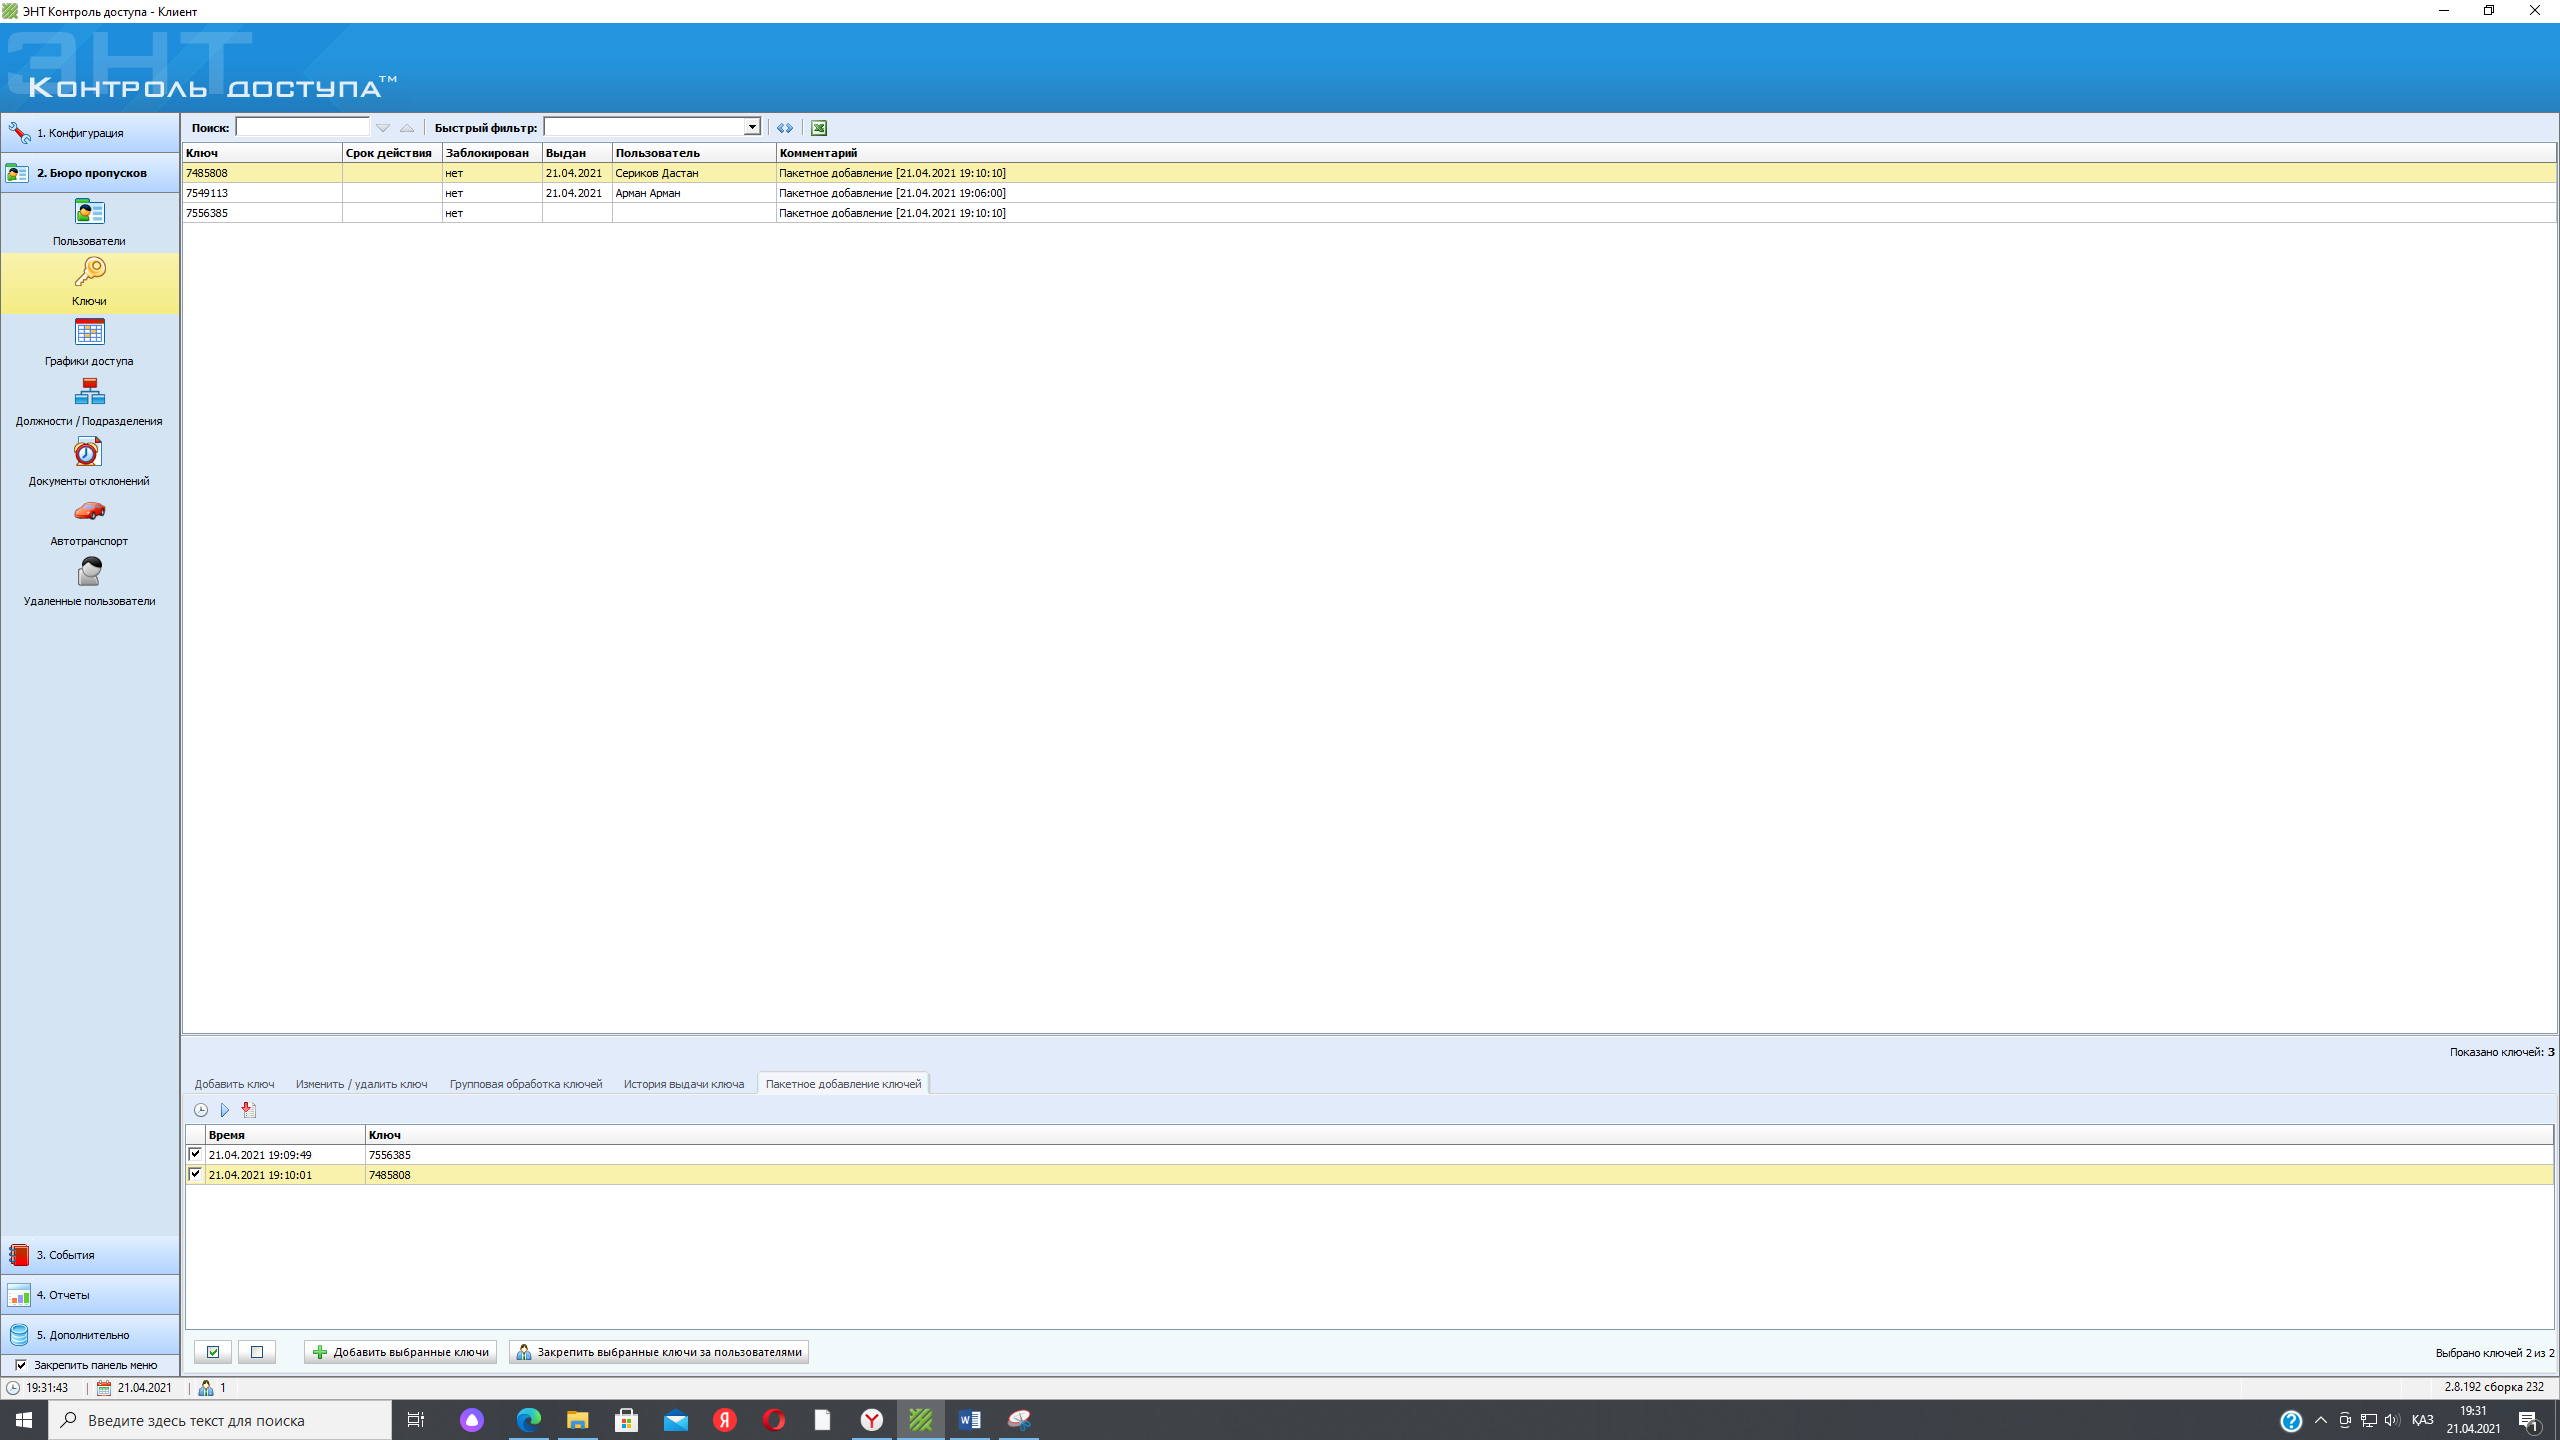 ЭНТ Контроль доступа - Клиент
ЭНТ
Контроль доступа™
1. Конфигурация
2. Бюро пропусков
Пользователи
Ключи
Графики доступа
Должности / Подразделения
Документы отклонений
Автотранспорт
Удаленные пользователи
3. События
4. Отчеты
5. Дополнительно
Закрепить панель меню
Поиск: Быстрый фильтр:
Ключ Срок действия Заблокирован Выдан Пользователь Комментарий
7485808 нет 21.04.2021 Сериков Дастан Пакетное добавление [21.04.2021 19:10:10]
7549113 нет 21.04.2021 Арман Арман Пакетное добавление [21.04.2021 19:06:00]
7556385 нет Пакетное добавление [21.04.2021 19:10:10]
Показано ключей: 3
Добавить ключ Изменить / удалить ключ Групповая обработка ключей История выдачи ключа Пакетное добавление ключей
Время Ключ
21.04.2021 19:09:49 7556385
21.04.2021 19:10:01 7485808
Добавить выбранные ключи Закрепить выбранные ключи за пользователями Выбрано ключей 2 из 2
19:31:43 21.04.2021 1 2.8.192 сборка 232
Введите здесь текст для поиска
ҚАЗ
19:31
21.04.2021
1